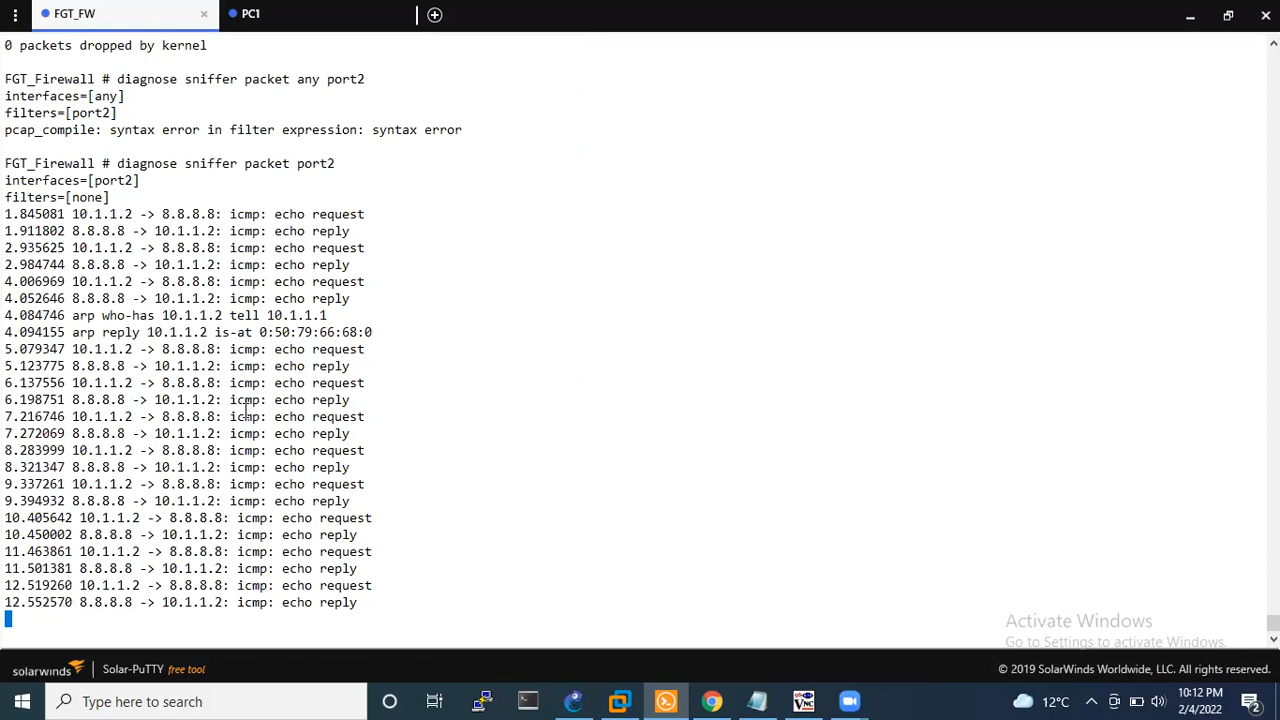 FGT_FW
PC1
0 packets dropped by kernel
FGT_Firewall # diagnose sniffer packet any port2
interfaces=[any]
filters=[port2]
pcap_compile: syntax error in filter expression: syntax error
FGT_Firewall # diagnose sniffer packet port2
interfaces=[port2]
filters=[none]
1.845081 10.1.1.2 -> 8.8.8.8: icmp: echo request
1.911802 8.8.8.8 -> 10.1.1.2: icmp: echo reply
2.935625 10.1.1.2 -> 8.8.8.8: icmp: echo request
2.984744 8.8.8.8 -> 10.1.1.2: icmp: echo reply
4.006969 10.1.1.2 -> 8.8.8.8: icmp: echo request
4.052646 8.8.8.8 -> 10.1.1.2: icmp: echo reply
4.084746 arp who-has 10.1.1.2 tell 10.1.1.1
4.094155 arp reply 10.1.1.2 is-at 0:50:79:66:68:0
5.079347 10.1.1.2 -> 8.8.8.8: icmp: echo request
5.123775 8.8.8.8 -> 10.1.1.2: icmp: echo reply
6.137556 10.1.1.2 -> 8.8.8.8: icmp: echo request
6.198751 8.8.8.8 -> 10.1.1.2: icmp: echo reply
7.216746 10.1.1.2 -> 8.8.8.8: icmp: echo request
7.272069 8.8.8.8 -> 10.1.1.2: icmp: echo reply
8.283999 10.1.1.2 -> 8.8.8.8: icmp: echo request
8.321347 8.8.8.8 -> 10.1.1.2: icmp: echo reply
9.337261 10.1.1.2 -> 8.8.8.8: icmp: echo request
9.394932 8.8.8.8 -> 10.1.1.2: icmp: echo reply
10.405642 10.1.1.2 -> 8.8.8.8: icmp: echo request
10.450002 8.8.8.8 -> 10.1.1.2: icmp: echo reply
11.463861 10.1.1.2 -> 8.8.8.8: icmp: echo request
11.501381 8.8.8.8 -> 10.1.1.2: icmp: echo reply
12.519260 10.1.1.2 -> 8.8.8.8: icmp: echo request
12.552570 8.8.8.8 -> 10.1.1.2: icmp: echo reply
Activate Windows
Go to Settings to activate Windows.
solarwinds Solar-PuTTY free tool
© 2019 SolarWinds Worldwide, LLC. All rights reserved.
Type here to search
12°C
10:12 PM
2/4/2022
2